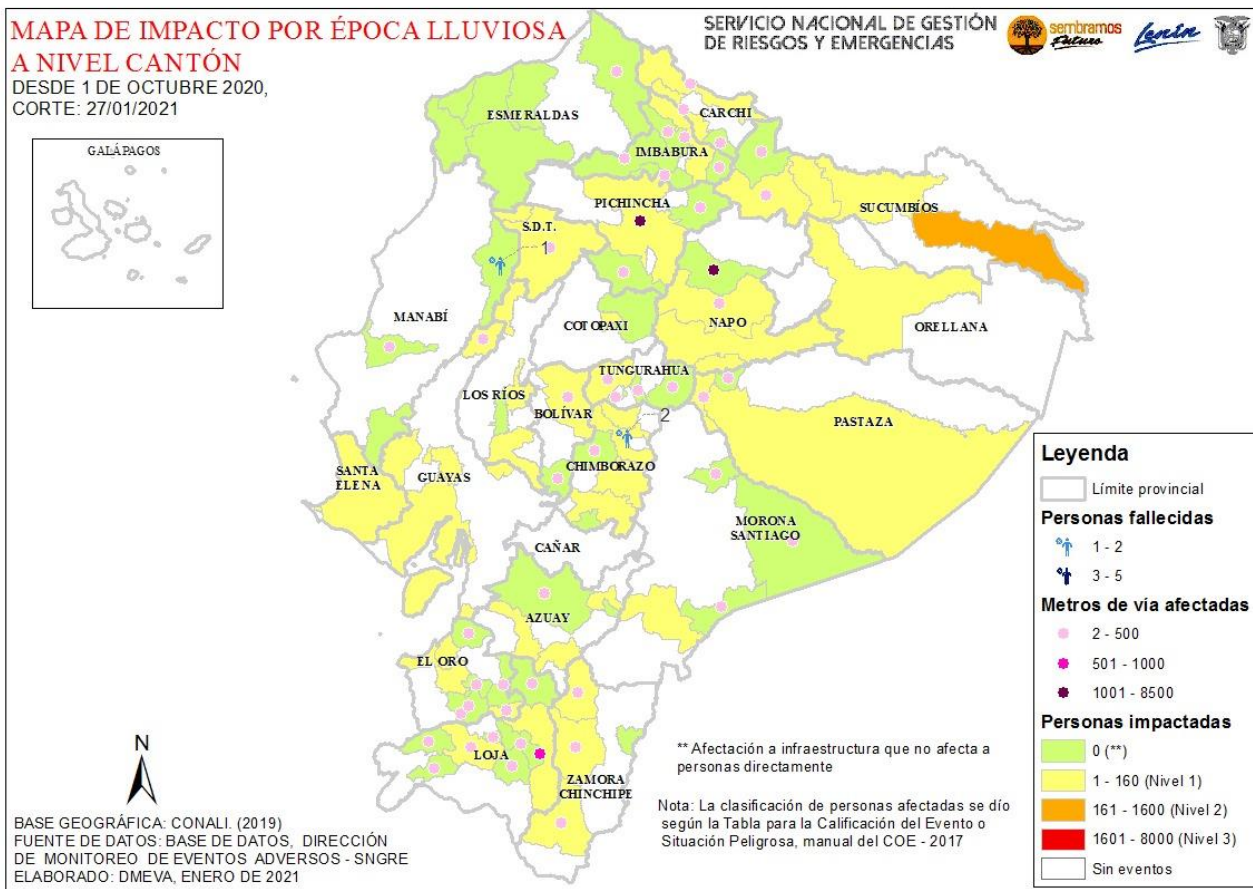 MAPA DE IMPACTO POR ÉPOCA LLUVIOSA
A NIVEL CANTÓN
DESDE 1 DE OCTUBRE 2020,
CORTE: 27/01/2021
SERVICIO NACIONAL DE GESTIÓN
DE RIESGOS Y EMERGENCIAS
sembramos
Futuro
Lenín
GALÁPAGOS
ESMERALDAS
CARCHI
IMBABURA
PICHINCHA
SUCUMBÍOS
S.D.T.
1
MANABÍ
COTOPAXI
NAPO
ORELLANA
TUNGURAHUA
LOS RÍOS
BOLÍVAR
2
PASTAZA
SANTA
ELENA
GUAYAS
CHIMBORAZO
MORONA
SANTIAGO
CAÑAR
AZUAY
EL ORO
LOJA
ZAMORA
CHINCHIPE
Leyenda
Límite provincial
Personas fallecidas
1 - 2
3 - 5
Metros de vía afectadas
2 - 500
501 - 1000
1001 - 8500
Personas impactadas
0 (**)
1 - 160 (Nivel 1)
161 - 1600 (Nivel 2)
1601 - 8000 (Nivel 3)
Sin eventos
** Afectación a infraestructura que no afecta a
personas directamente
Nota: La clasificación de personas afectadas se dío
según la Tabla para la Calificación del Evento o
Situación Peligrosa, manual del COE - 2017
N
BASE GEOGRÁFICA: CONALI. (2019)
FUENTE DE DATOS: BASE DE DATOS, DIRECCIÓN
DE MONITOREO DE EVENTOS ADVERSOS - SNGRE
ELABORADO: DMEVA, ENERO DE 2021